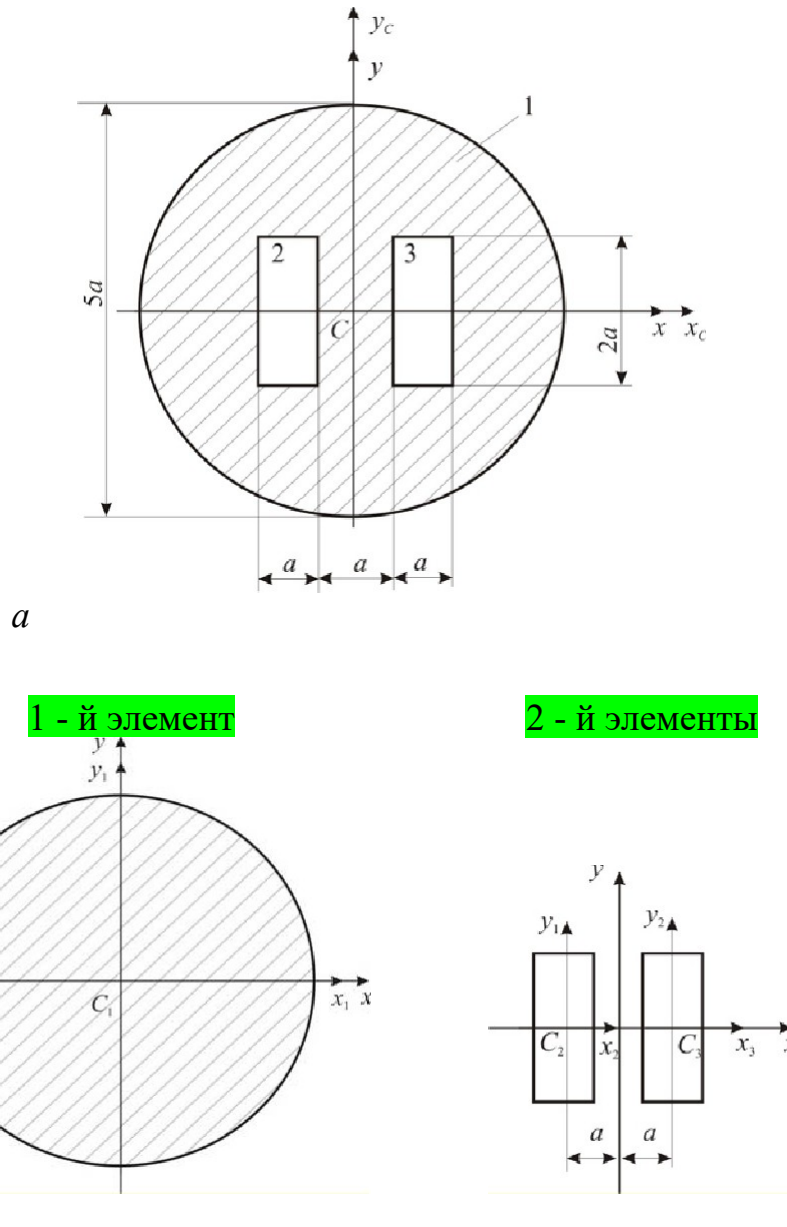 y_C
y
1
2
3
5a
C
2a
x x_C
a a a
а
1 - й элемент
2 - й элементы
y
y_1
C_1
x_1 x
y
y_1
y_2
C_2
x_2
C_3
x_3
a a